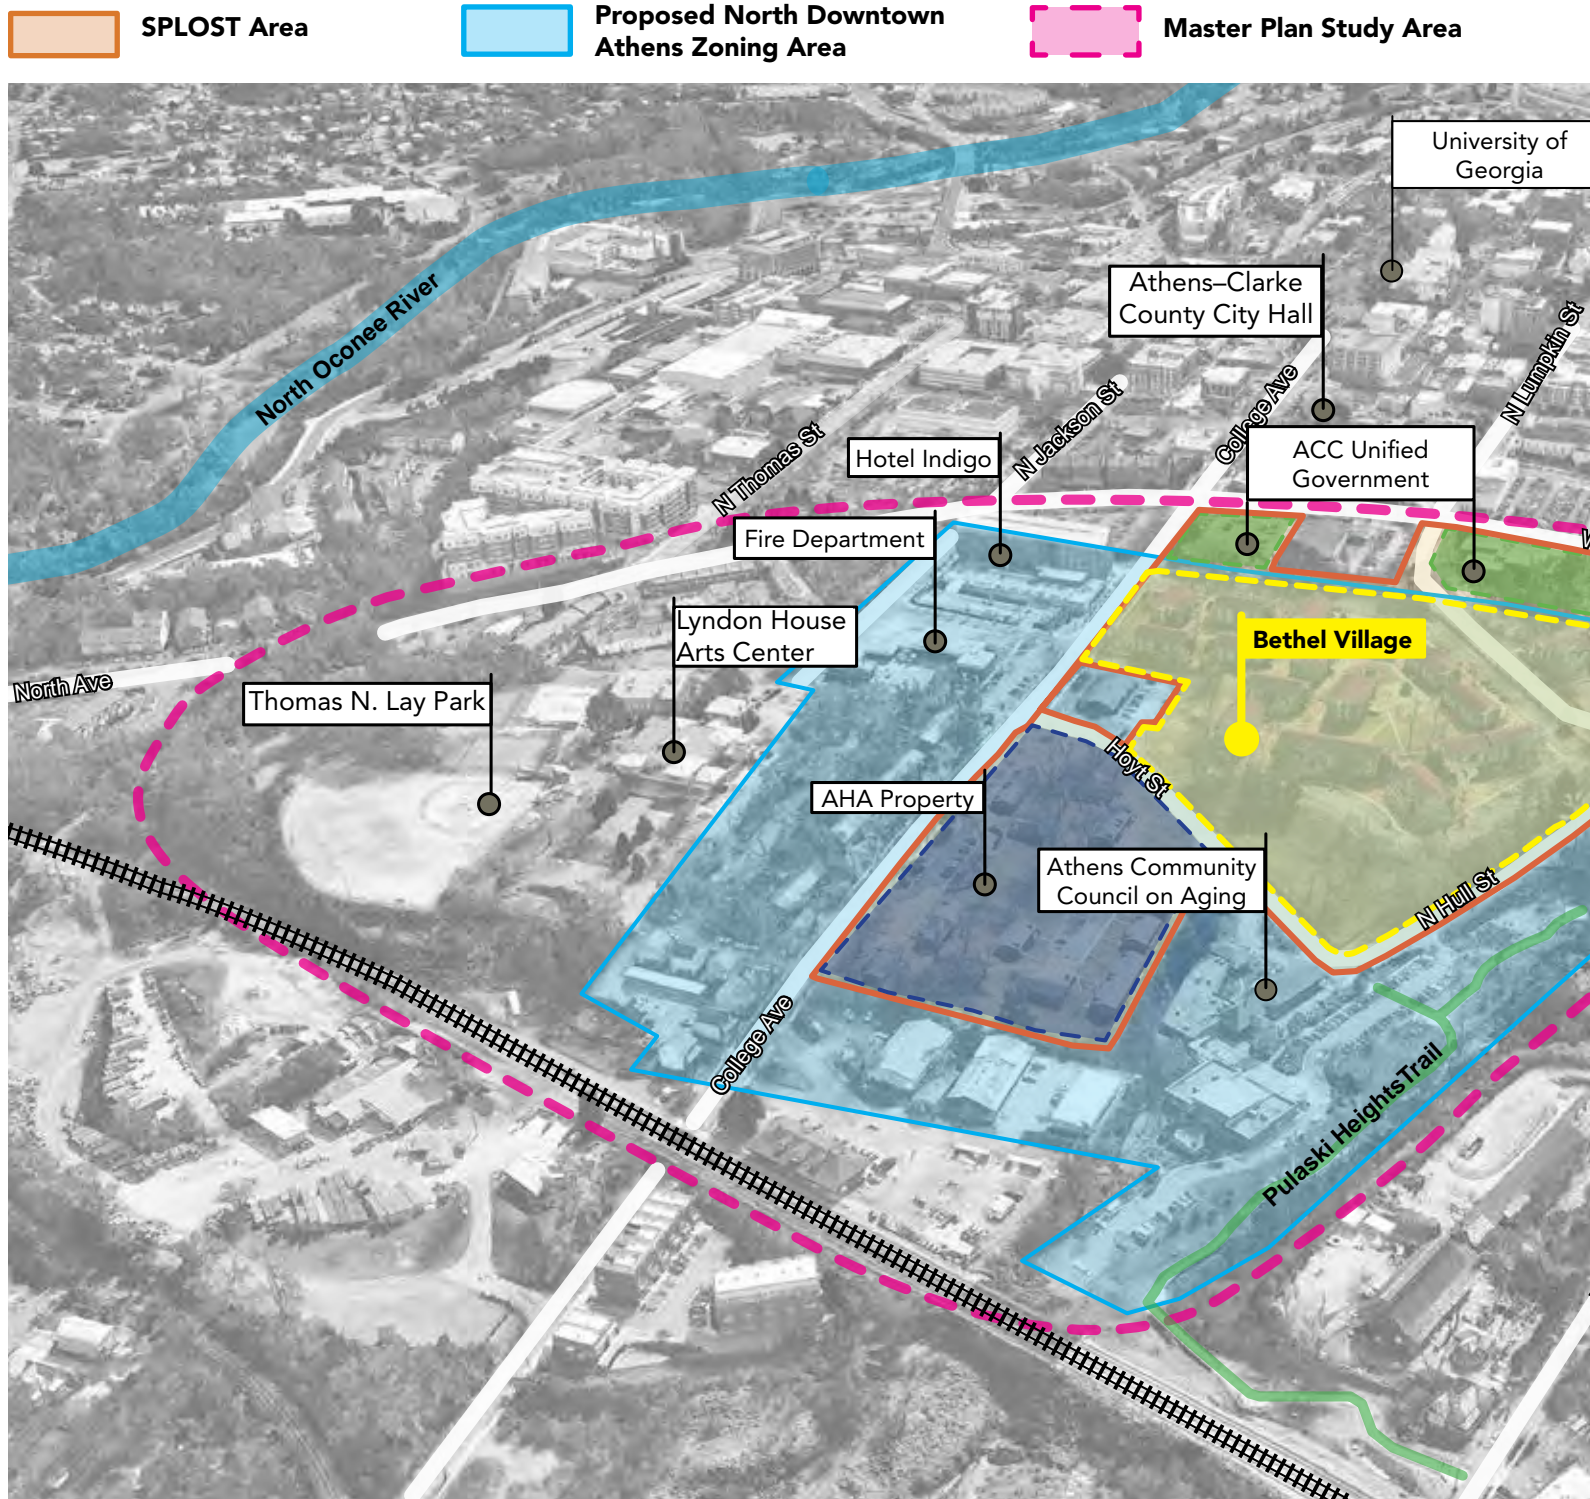 SPLOST Area
Proposed North Downtown
Athens Zoning Area
Master Plan Study Area
University of
Georgia
Athens–Clarke
County City Hall
North Oconee River
N Lumpkin St
College Ave
N Jackson St
N Thomas St
Hotel Indigo
ACC Unified
Government
Fire Department
Lyndon House
Arts Center
Bethel Village
North Ave
Thomas N. Lay Park
Hoyt St
AHA Property
Athens Community
Council on Aging
N Hull St
College Ave
Pulaski HeightsTrail